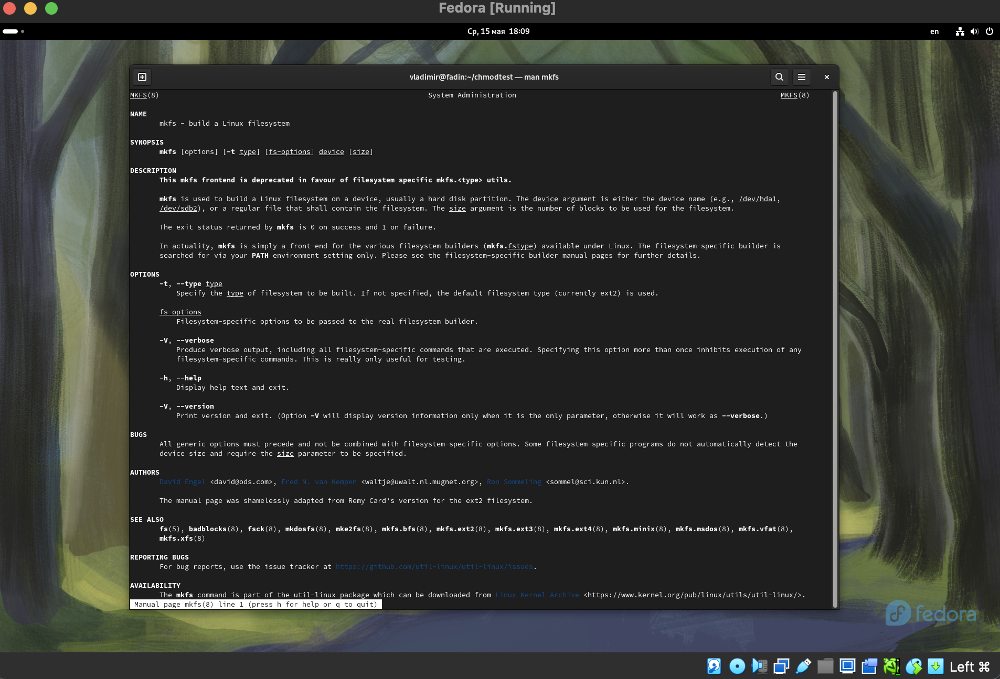 Fedora [Running]
Ср, 15 мая 18:09
en
vladimir@fadin:~/chmodtest — man mkfs
MKFS(8) System Administration MKFS(8)
NAME
mkfs - build a Linux filesystem
SYNOPSIS
mkfs [options] [-t type] [fs-options] device [size]
DESCRIPTION
This mkfs frontend is deprecated in favour of filesystem specific mkfs.<type> utils.
mkfs is used to build a Linux filesystem on a device, usually a hard disk partition. The device argument is either the device name (e.g., /dev/hda1,
/dev/sdb2), or a regular file that shall contain the filesystem. The size argument is the number of blocks to be used for the filesystem.
The exit status returned by mkfs is 0 on success and 1 on failure.
In actuality, mkfs is simply a front-end for the various filesystem builders (mkfs.fstype) available under Linux. The filesystem-specific builder is
searched for via your PATH environment setting only. Please see the filesystem-specific builder manual pages for further details.
OPTIONS
-t, --type type
Specify the type of filesystem to be built. If not specified, the default filesystem type (currently ext2) is used.
fs-options
Filesystem-specific options to be passed to the real filesystem builder.
-V, --verbose
Produce verbose output, including all filesystem-specific commands that are executed. Specifying this option more than once inhibits execution of any
filesystem-specific commands. This is really only useful for testing.
-h, --help
Display help text and exit.
-V, --version
Print version and exit. (Option -V will display version information only when it is the only parameter, otherwise it will work as --verbose.)
BUGS
All generic options must precede and not be combined with filesystem-specific options. Some filesystem-specific programs do not automatically detect the
device size and require the size parameter to be specified.
AUTHORS
David Engel <david@ods.com>, Fred N. van Kempen <waltje@uwalt.nl.mugnet.org>, Ron Sommeling <sommel@sci.kun.nl>.
The manual page was shamelessly adapted from Remy Card’s version for the ext2 filesystem.
SEE ALSO
fs(5), badblocks(8), fsck(8), mkdosfs(8), mke2fs(8), mkfs.bfs(8), mkfs.ext2(8), mkfs.ext3(8), mkfs.ext4(8), mkfs.minix(8), mkfs.msdos(8), mkfs.vfat(8),
mkfs.xfs(8)
REPORTING BUGS
For bug reports, use the issue tracker at https://github.com/util-linux/util-linux/issues.
AVAILABILITY
The mkfs command is part of the util-linux package which can be downloaded from Linux Kernel Archive <https://www.kernel.org/pub/linux/utils/util-linux/>.
Manual page mkfs(8) line 1 (press h for help or q to quit)
fedora
Left ⌘